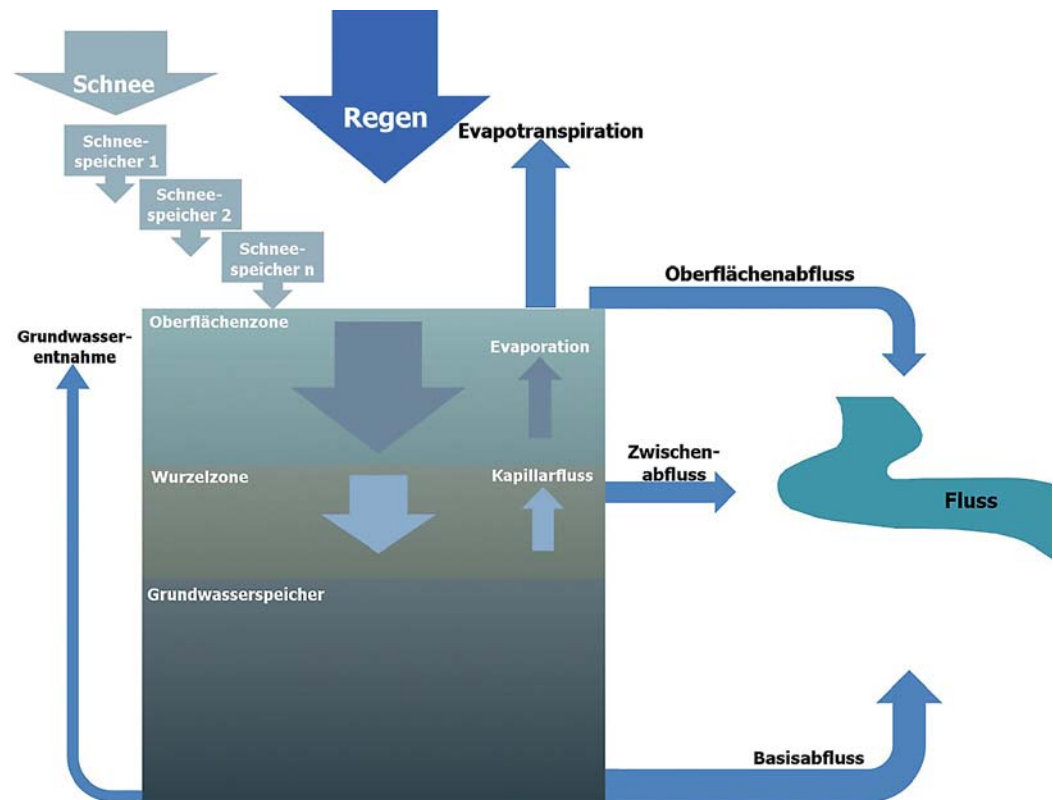 Schnee
Regen
Evapotranspiration
Schnee-
speicher 1
Schnee-
speicher 2
Schnee-
speicher n
Oberflächenabfluss
Grundwasser-
entnahme
Oberflächenzone
Evaporation
Wurzelzone
Kapillarfluss
Zwischen-
abfluss
Fluss
Grundwasserspeicher
Basisabfluss